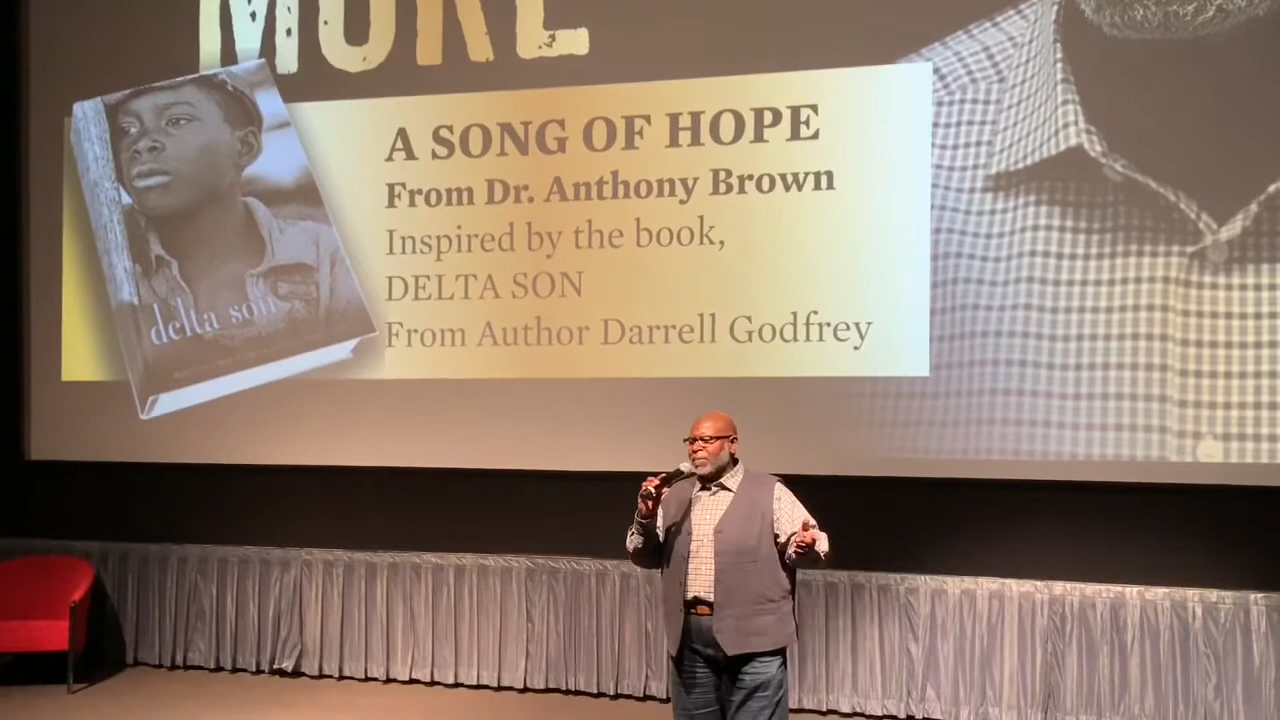 MORE
A SONG OF HOPE
From Dr. Anthony Brown
Inspired by the book,
DELTA SON
From Author Darrell Godfrey
delta son